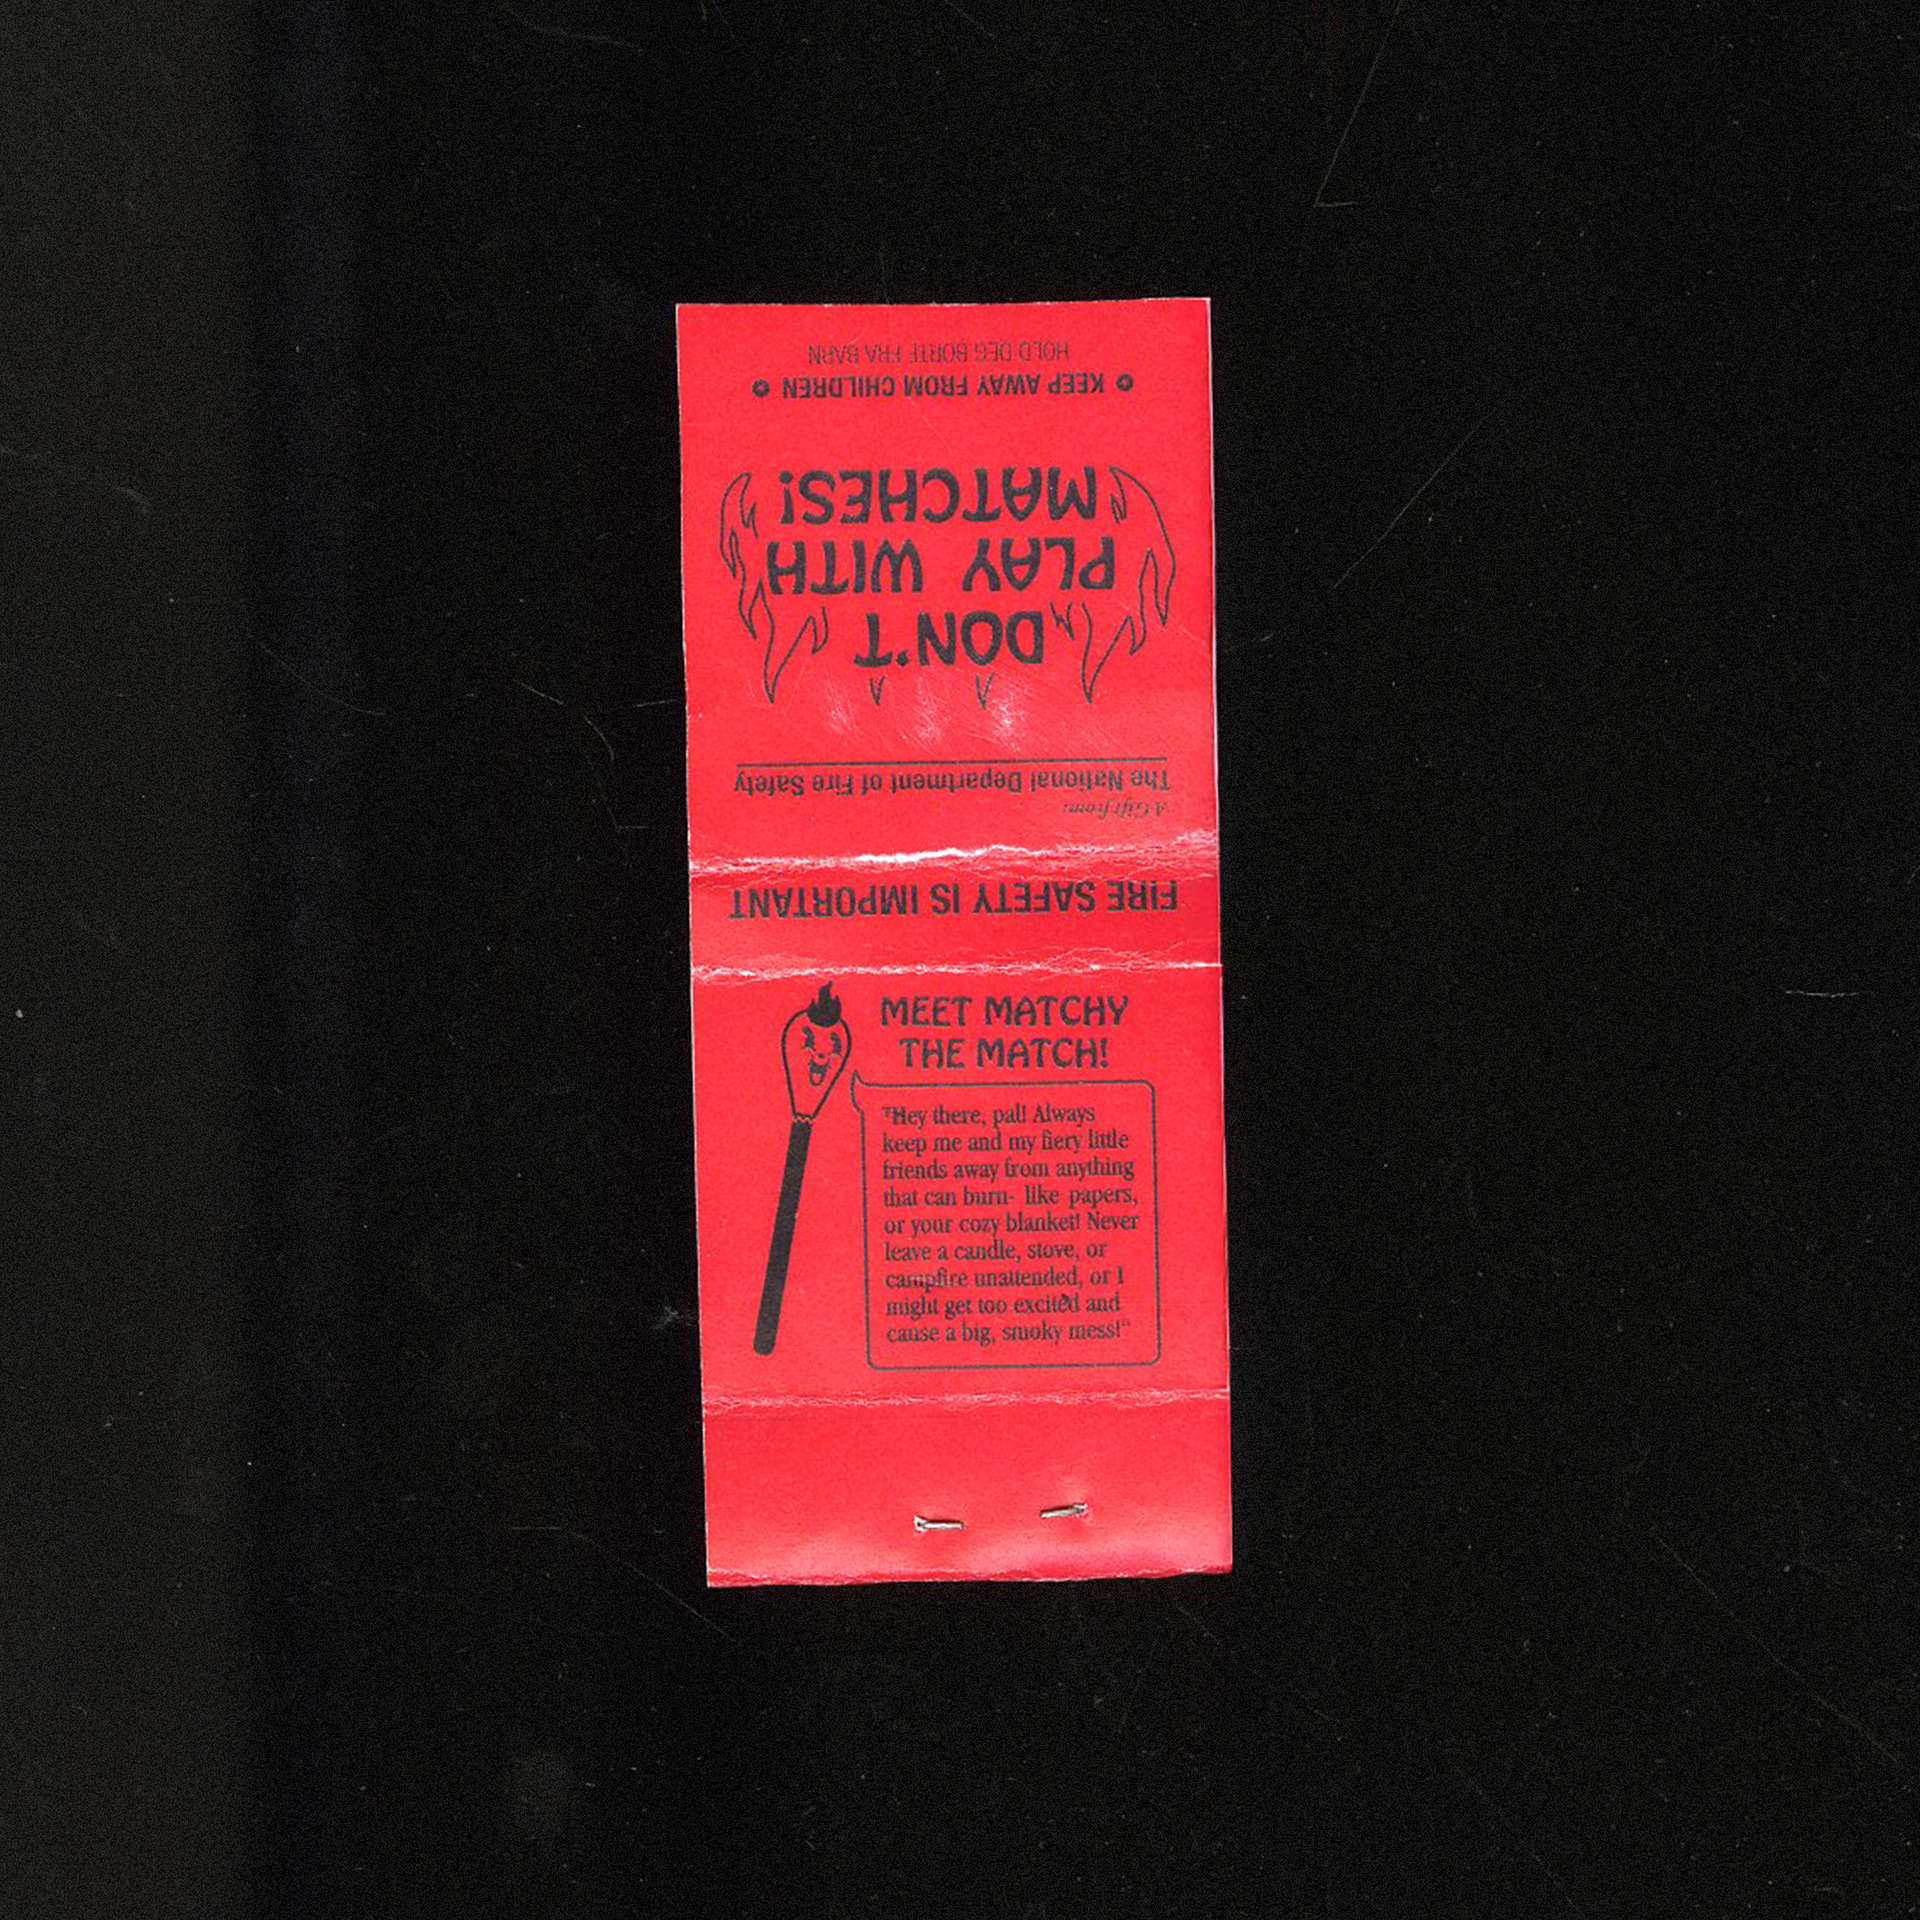 HOLD DEG BORTE FRA BARN
KEEP AWAY FROM CHILDREN
DON'T
PLAY WITH
MATCHES!
A Gift from:
The National Department of Fire Safety
FIRE SAFETY IS IMPORTANT
MEET MATCHY
THE MATCH!
"Hey there, pal! Always
keep me and my fiery little
friends away from anything
that can burn- like papers,
or your cozy blanket! Never
leave a candle, stove, or
campfire unattended, or I
might get too excited and
cause a big, smoky mess!"